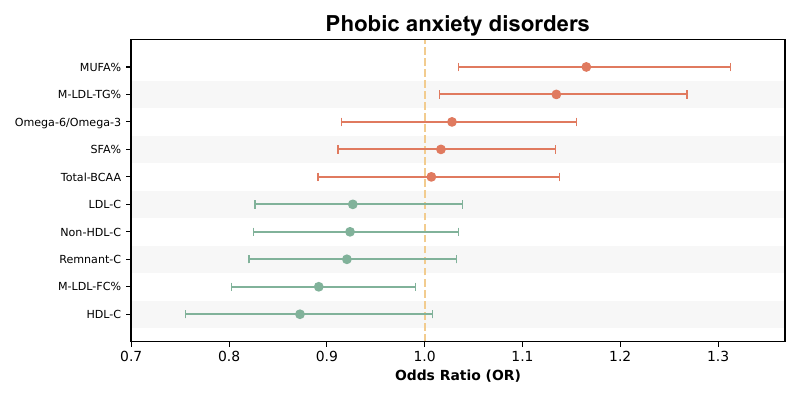 Phobic anxiety disorders
MUFA%
M-LDL-TG%
Omega-6/Omega-3
SFA%
Total-BCAA
LDL-C
Non-HDL-C
Remnant-C
M-LDL-FC%
HDL-C
0.7 0.8 0.9 1.0 1.1 1.2 1.3
Odds Ratio (OR)